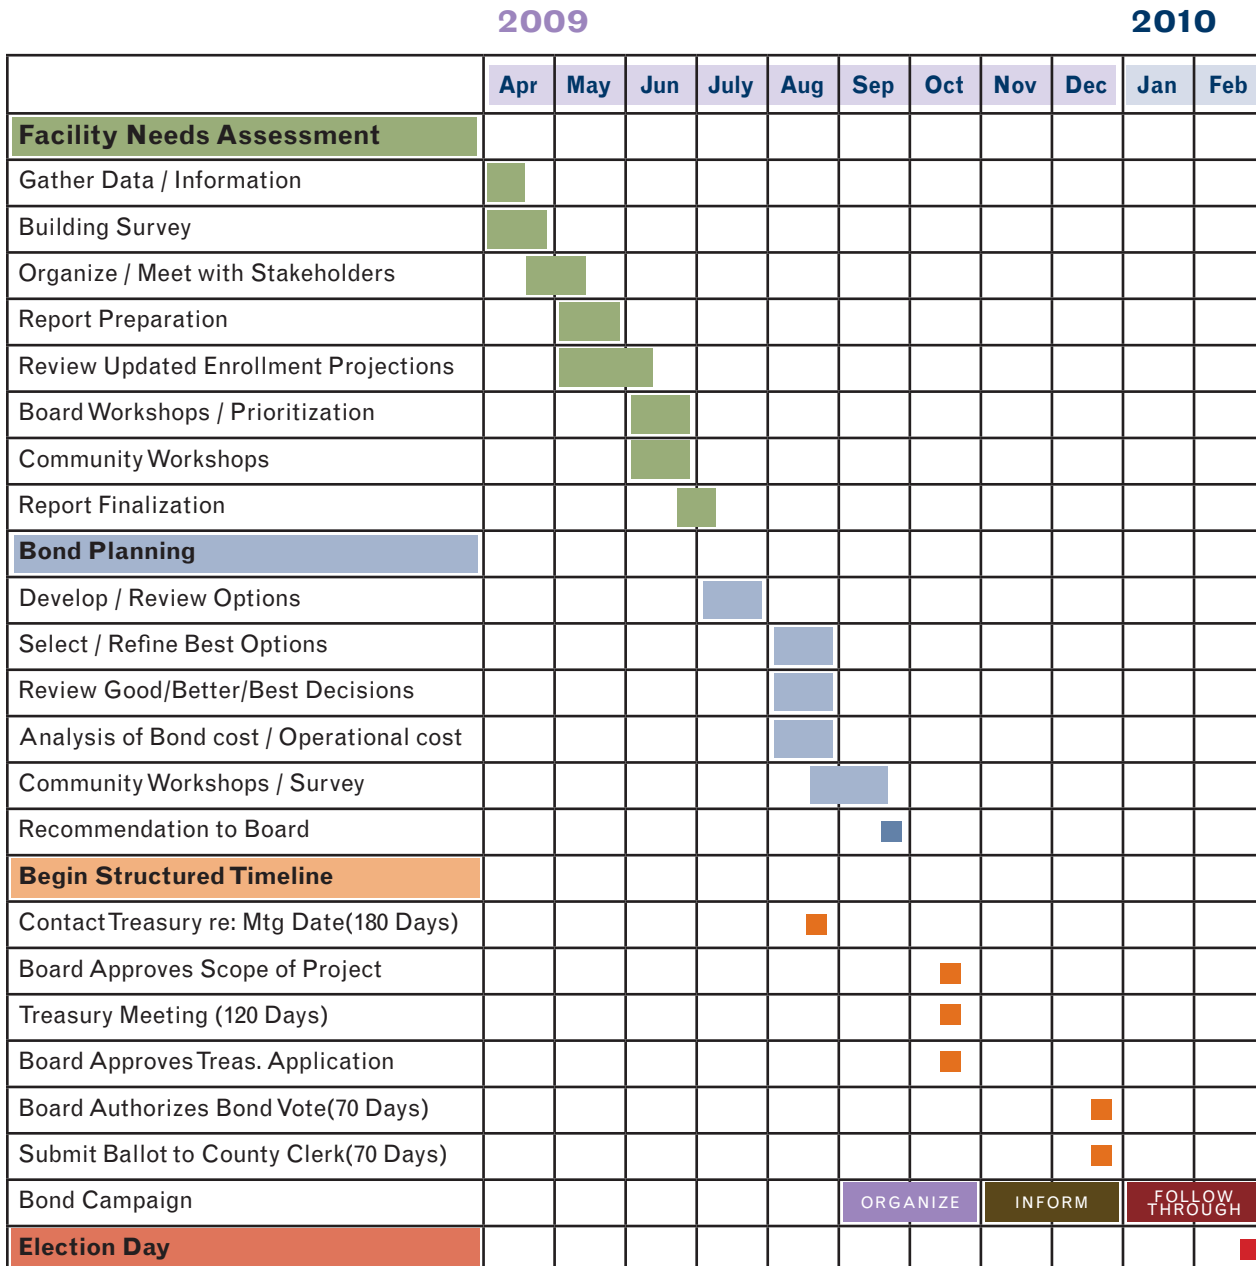 2009 2010
Apr May Jun July Aug Sep Oct Nov Dec Jan Feb
Facility Needs Assessment
Gather Data / Information
Building Survey
Organize / Meet with Stakeholders
Report Preparation
Review Updated Enrollment Projections
Board Workshops / Prioritization
Community Workshops
Report Finalization
Bond Planning
Develop / Review Options
Select / Refine Best Options
Review Good/Better/Best Decisions
Analysis of Bond cost / Operational cost
Community Workshops / Survey
Recommendation to Board
Begin Structured Timeline
Contact Treasury re: Mtg Date(180 Days)
Board Approves Scope of Project
Treasury Meeting (120 Days)
Board Approves Treas. Application
Board Authorizes Bond Vote(70 Days)
Submit Ballot to County Clerk(70 Days)
Bond Campaign ORGANIZE INFORM FOLLOW
THROUGH
Election Day